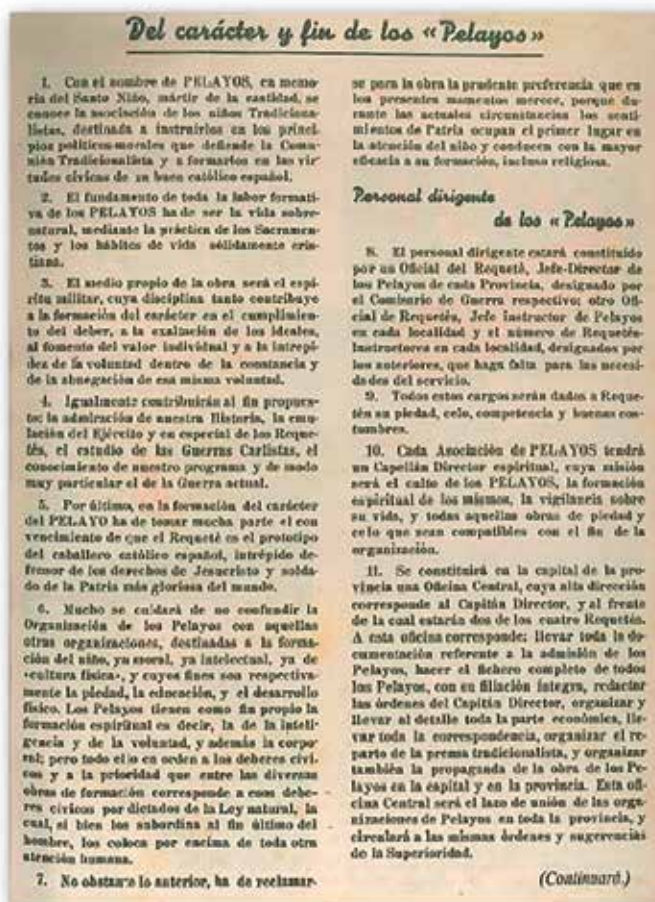 Del carácter y fin de los «Pelayos»
1. Con el nombre de PELAYOS, en memo-
ria del Santo Niño, mártir de la castidad, se
conoce la asociación de los niños Tradiciona-
listas, destinada a instruirlos en los princi-
pios políticos-morales que defiende la Comu-
nión Tradicionalista y a formarlos en las vir-
tudes cívicas de un buen católico español.
2. El fundamento de toda la labor formati-
va de los PELAYOS ha de ser la vida sobre-
natural, mediante la práctica de los Sacramen-
tos y los hábitos de vida sólidamente cris-
tiana.
3. El medio propio de la obra será el espí-
ritu militar, cuya disciplina tanto contribuye
a la formación del carácter en el cumplimien-
to del deber, a la exaltación de los ideales,
al fomento del valor individual y a la intrepi-
dez de la voluntad dentro de la constancia y
de la abnegación de esa misma voluntad.
4. Igualmente contribuirán al fin propues-
to: la admiración de nuestra Historia, la emu-
lación del Ejército y en especial de los Reque-
tés, el estudio de las Guerras Carlistas, el
conocimiento de nuestro programa y de modo
muy particular el de la Guerra actual.
5. Por último, en la formación del carácter
del PELAYO ha de tomar mucha parte el con
vencimiento de que el Requeté es el prototipo
del caballero católico español, intrépido de-
fensor de los derechos de Jesucristo y solda-
do de la Patria más gloriosa del mundo.
6. Mucho se cuidará de no confundir la
Organización de los Pelayos con aquellas
otras organizaciones, destinadas a la forma-
ción del niño, ya moral, ya intelectual, ya de
«cultura física», y cuyos fines son respectiva-
mente la piedad, la educación, y el desarrollo
físico. Los Pelayos tienen como fin propio la
formación espiritual es decir, la de la inteli-
gencia y de la voluntad, y además la corpo-
ral; pero todo ello en orden a los deberes cívi-
cos y a la prioridad que entre las diversas
obras de formación corresponde a esos debe-
res cívicos por dictados de la Ley natural, la
cual, si bien los subordina al fin último del
hombre, los coloca por encima de toda otra
atención humana.
7. No obstante lo anterior, ha de reclamar-
se para la obra la prudente preferencia que en
los presentes momentos merece, porque du-
rante las actuales circunstancias los senti-
mientos de Patria ocupan el primer lugar en
la atención del niño y conducen con la mayor
eficacia a su formación, incluso religiosa.
Personal dirigente
de los «Pelayos»
8. El personal dirigente estará constituido
por un Oficial del Requeté, Jefe-Director de
los Pelayos de cada Provincia, designado por
el Comisario de Guerra respectivo; otro Ofi-
cial de Requetés, Jefe Instructor de Pelayos
en cada localidad y el número de Requetés-
Instructores en cada localidad, designados por
los anteriores, que haga falta para las necesi-
dades del servicio.
9. Todos estos cargos serán dados a Reque-
tés su piedad, celo, competencia y buenas cos-
tumbres.
10. Cada Asociación de PELAYOS tendrá
un Capellán Director espiritual, cuya misión
será el culto de los PELAYOS, la formación
espiritual de los mismos, la vigilancia sobre
su vida, y todas aquellas obras de piedad y
celo que sean compatibles con el fin de la
organización.
11. Se constituirá en la capital de la pro-
vincia una Oficina Central, cuya alta dirección
corresponde al Capitán Director, y al frente
de la cual estarán dos de los cuatro Requetés.
A esta oficina corresponde: llevar toda la do-
cumentación referente a la admisión de los
Pelayos, hacer el fichero completo de todos
los Pelayos, con su filiación íntegra, redactar
las órdenes del Capitán Director, organizar y
llevar al detalle toda la parte económica, lle-
var toda la correspondencia, organizar el re-
parto de la prensa tradicionalista, y organizar
también la propaganda de la obra de los Pe-
layos en la capital y en la provincia. Esta ofi-
cina Central será el lazo de unión de las orga-
nizaciones de Pelayos en toda la provincia, y
circulará a las mismas órdenes y sugerencias
de la Superioridad.
(Continuará.)